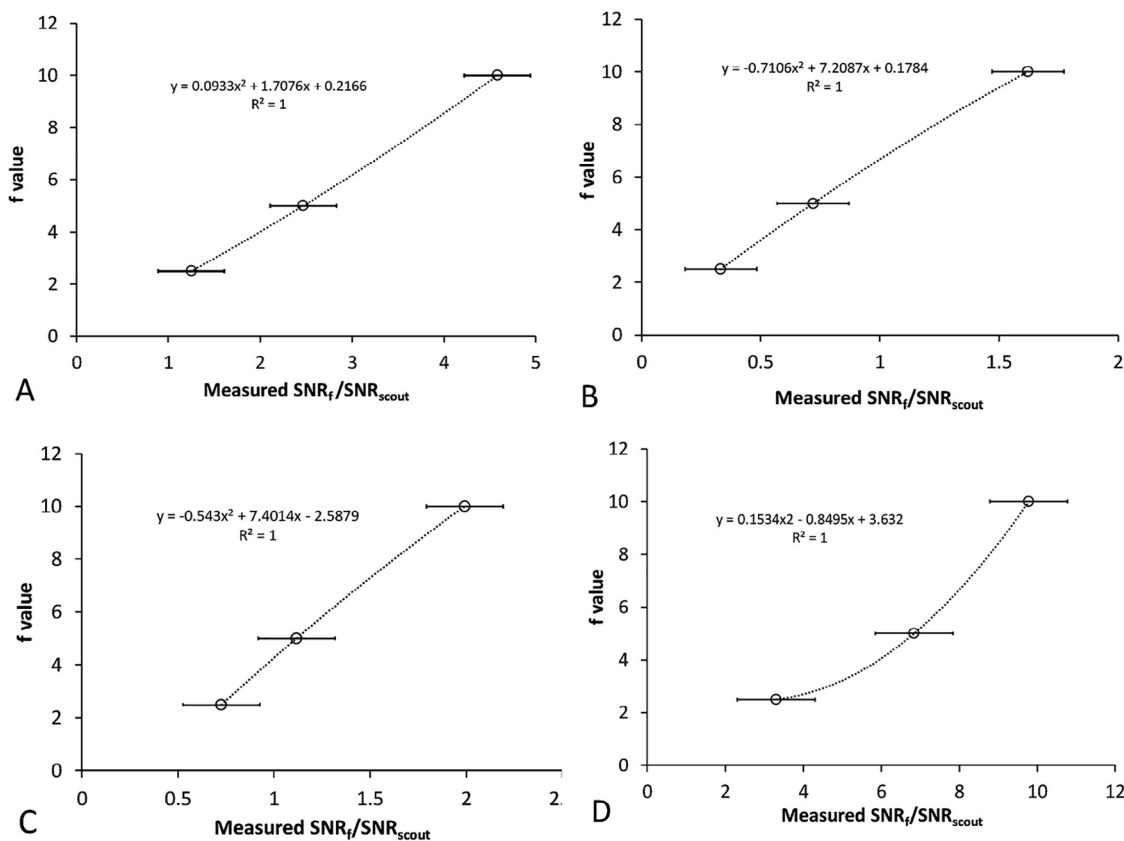 12
10
8
6
4
2
0
f value
y = 0.0933x² + 1.7076x + 0.2166
R² = 1
0 1 2 3 4 5
Measured SNRf/SNRscout
A
12
10
8
6
4
2
0
f value
y = -0.7106x² + 7.2087x + 0.1784
R² = 1
0 0.5 1 1.5 2
Measured SNRf/SNRscout
B
12
10
8
6
4
2
0
f value
y = -0.543x² + 7.4014x - 2.5879
R² = 1
0 0.5 1 1.5 2 2.
Measured SNRf/SNRscout
C
12
10
8
6
4
2
0
f value
y = 0.1534x2 - 0.8495x + 3.632
R² = 1
0 2 4 6 8 10 12
Measured SNRf/SNRscout
D